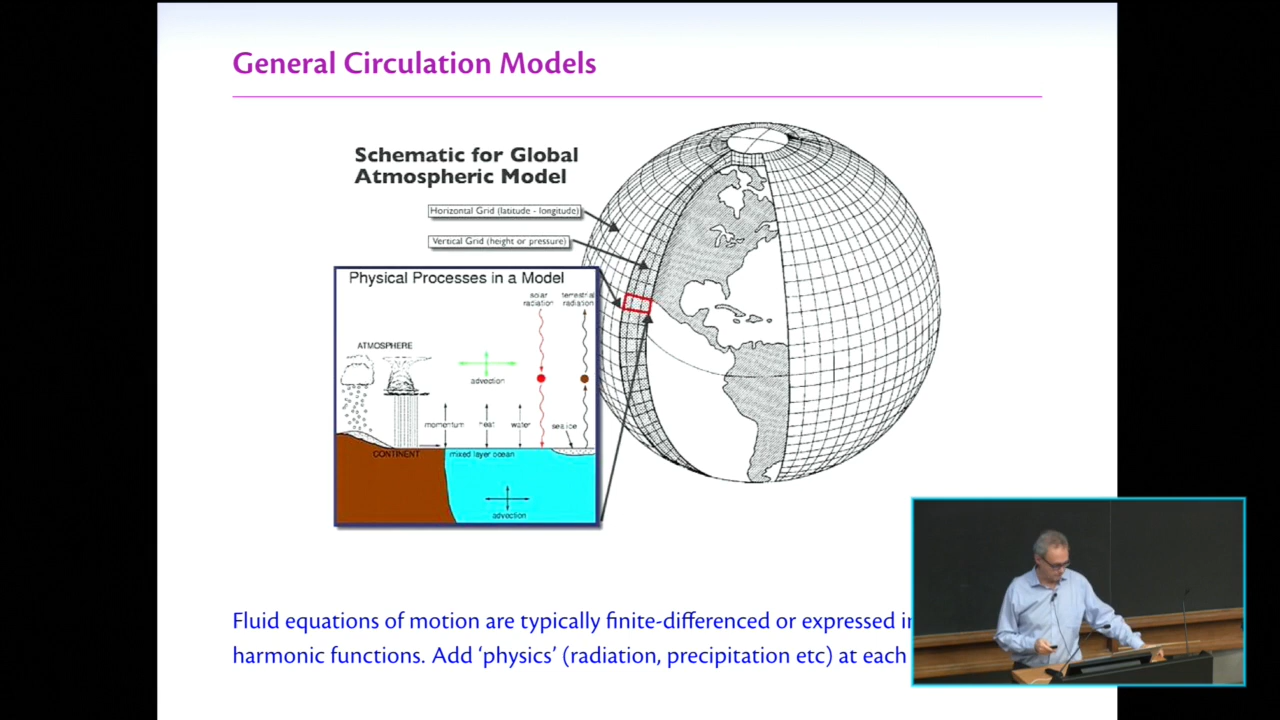 General Circulation Models
Schematic for Global
Atmospheric Model
Horizontal Grid (latitude - longitude)
Vertical Grid (height or pressure)
Physical Processes in a Model
solar
radiation
terrestrial
radiation
ATMOSPHERE
advection
momentum heat water sea ice
CONTINENT mixed layer ocean
advection
Fluid equations of motion are typically finite-differenced or expressed in
harmonic functions. Add ‘physics’ (radiation, precipitation etc) at each